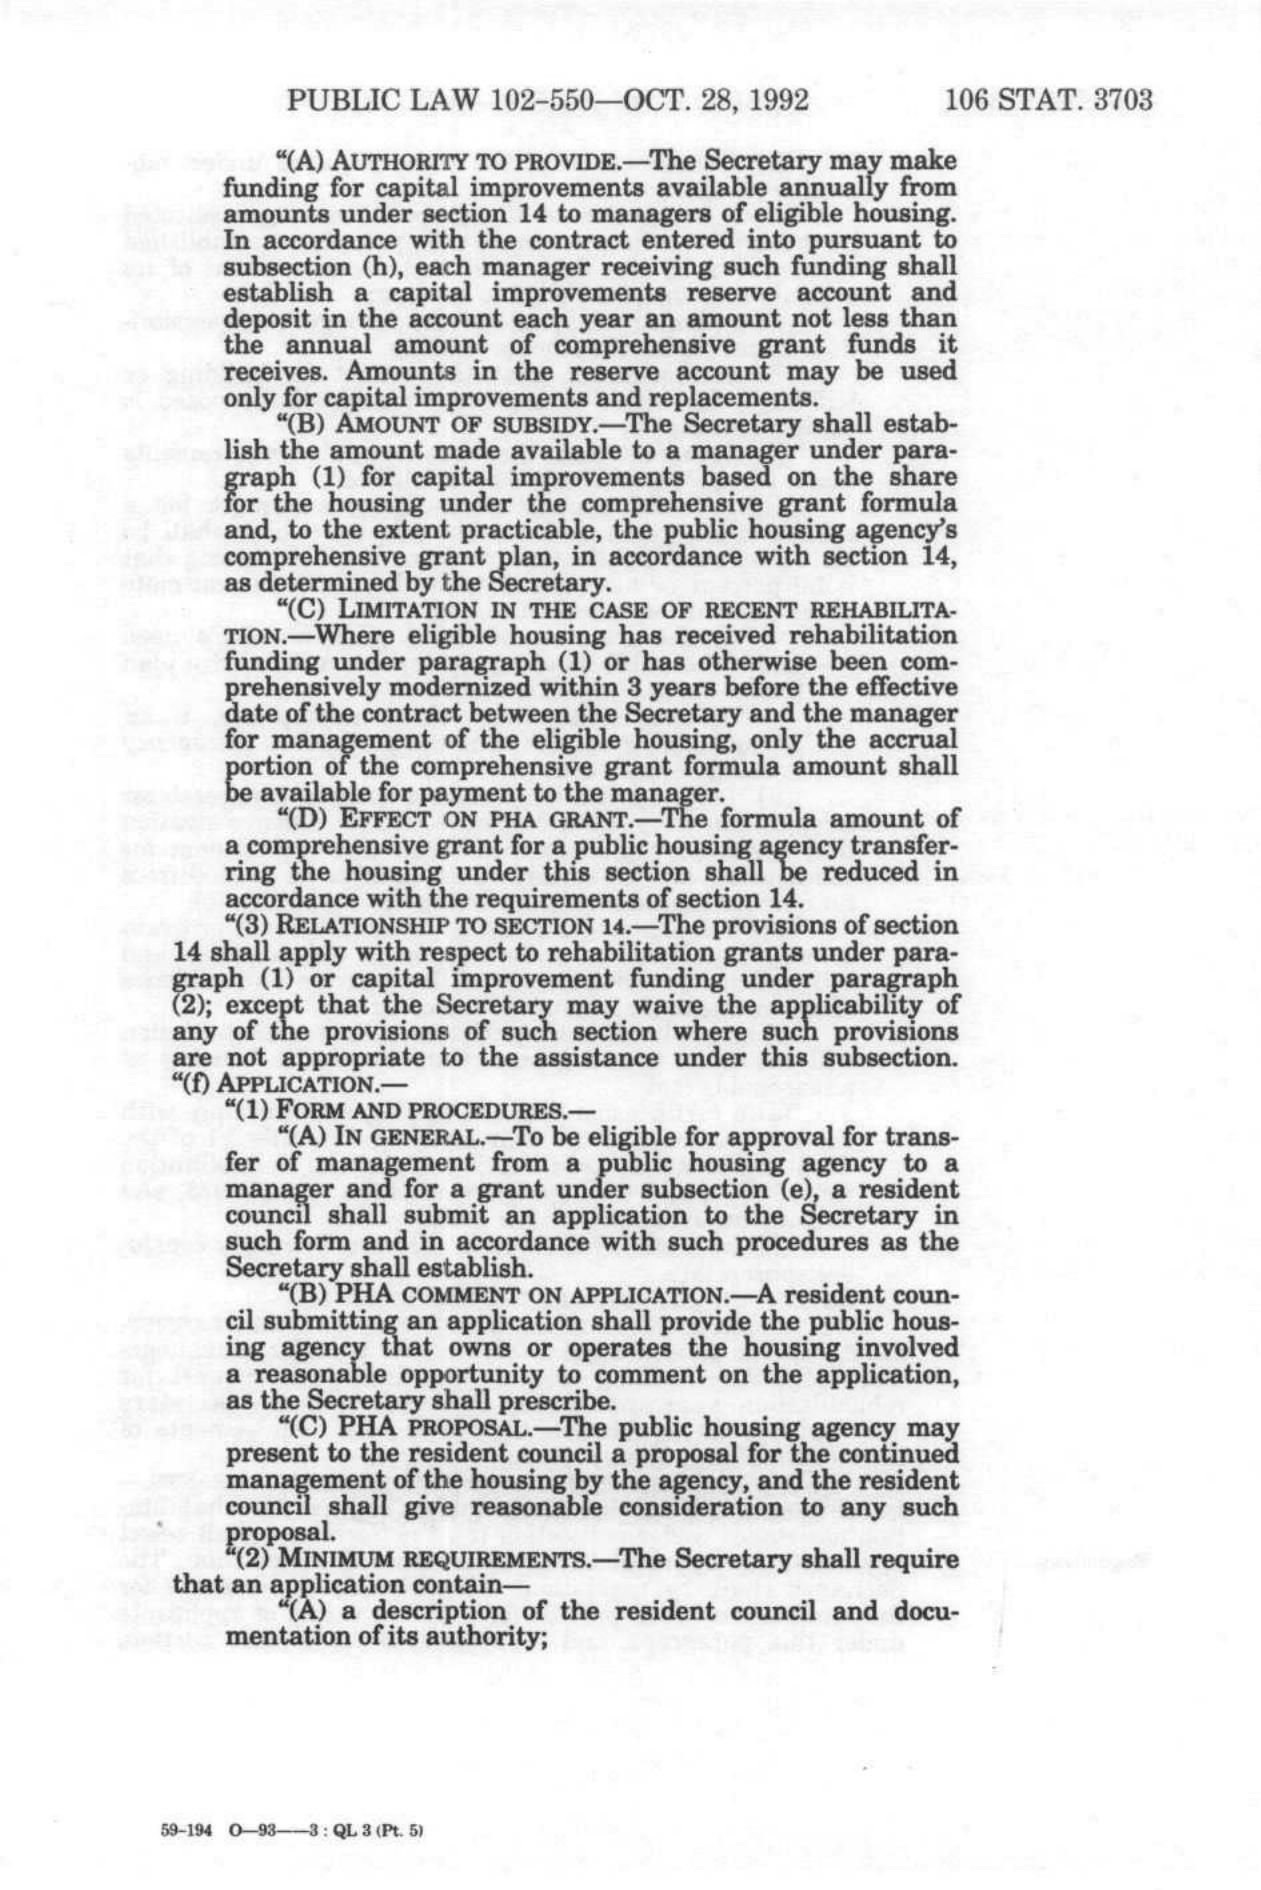 PUBLIC LAW 102–550—OCT. 28, 1992 106 STAT. 3703
“(A) AUTHORITY TO PROVIDE.—The Secretary may make
funding for capital improvements available annually from
amounts under section 14 to managers of eligible housing.
In accordance with the contract entered into pursuant to
subsection (h), each manager receiving such funding shall
establish a capital improvements reserve account and
deposit in the account each year an amount not less than
the annual amount of comprehensive grant funds it
receives. Amounts in the reserve account may be used
only for capital improvements and replacements.
“(B) AMOUNT OF SUBSIDY.—The Secretary shall estab-
lish the amount made available to a manager under para-
graph (1) for capital improvements based on the share
for the housing under the comprehensive grant formula
and, to the extent practicable, the public housing agency's
comprehensive grant plan, in accordance with section 14,
as determined by the Secretary.
“(C) LIMITATION IN THE CASE OF RECENT REHABILITA-
TION.—Where eligible housing has received rehabilitation
funding under paragraph (1) or has otherwise been com-
prehensively modernized within 3 years before the effective
date of the contract between the Secretary and the manager
for management of the eligible housing, only the accrual
portion of the comprehensive grant formula amount shall
be available for payment to the manager.
“(D) EFFECT ON PHA GRANT.—The formula amount of
a comprehensive grant for a public housing agency transfer-
ring the housing under this section shall be reduced in
accordance with the requirements of section 14.
“(3) RELATIONSHIP TO SECTION 14.—The provisions of section
14 shall apply with respect to rehabilitation grants under para-
graph (1) or capital improvement funding under paragraph
(2); except that the Secretary may waive the applicability of
any of the provisions of such section where such provisions
are not appropriate to the assistance under this subsection.
“(f) APPLICATION.—
“(1) FORM AND PROCEDURES.—
“(A) IN GENERAL.—To be eligible for approval for trans-
fer of management from a public housing agency to a
manager and for a grant under subsection (e), a resident
council shall submit an application to the Secretary in
such form and in accordance with such procedures as the
Secretary shall establish.
“(B) PHA COMMENT ON APPLICATION.—A resident coun-
cil submitting an application shall provide the public hous-
ing agency that owns or operates the housing involved
a reasonable opportunity to comment on the application,
as the Secretary shall prescribe.
“(C) PHA PROPOSAL.—The public housing agency may
present to the resident council a proposal for the continued
management of the housing by the agency, and the resident
council shall give reasonable consideration to any such
proposal.
“(2) MINIMUM REQUIREMENTS.—The Secretary shall require
that an application contain—
“(A) a description of the resident council and docu-
mentation of its authority;
59–194 O—93——3 : QL 3 (Pt. 5)